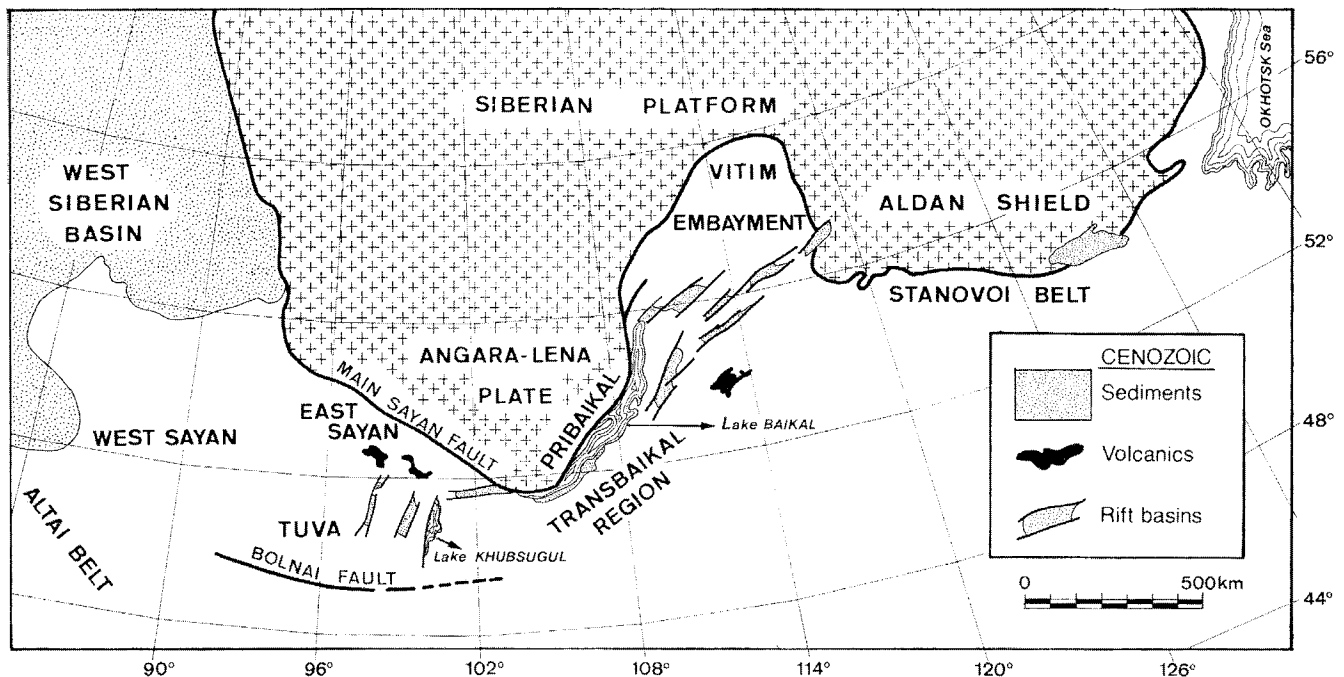 OKHOTSK Sea
56°
SIBERIAN PLATFORM
WEST
SIBERIAN
BASIN
VITIM
EMBAYMENT
ALDAN SHIELD
52°
STANOVOI BELT
ANGARA-LENA
PLATE
MAIN SAYAN FAULT
EAST
SAYAN
WEST SAYAN
PRIBAIKAL
Lake BAIKAL
TRANSBAIKAL
REGION
ALTAI BELT
TUVA
Lake KHUBSUGUL
BOLNAI FAULT
CENOZOIC
Sediments
Volcanics
Rift basins
48°
0 500km
44°
90° 96° 102° 108° 114° 120° 126°